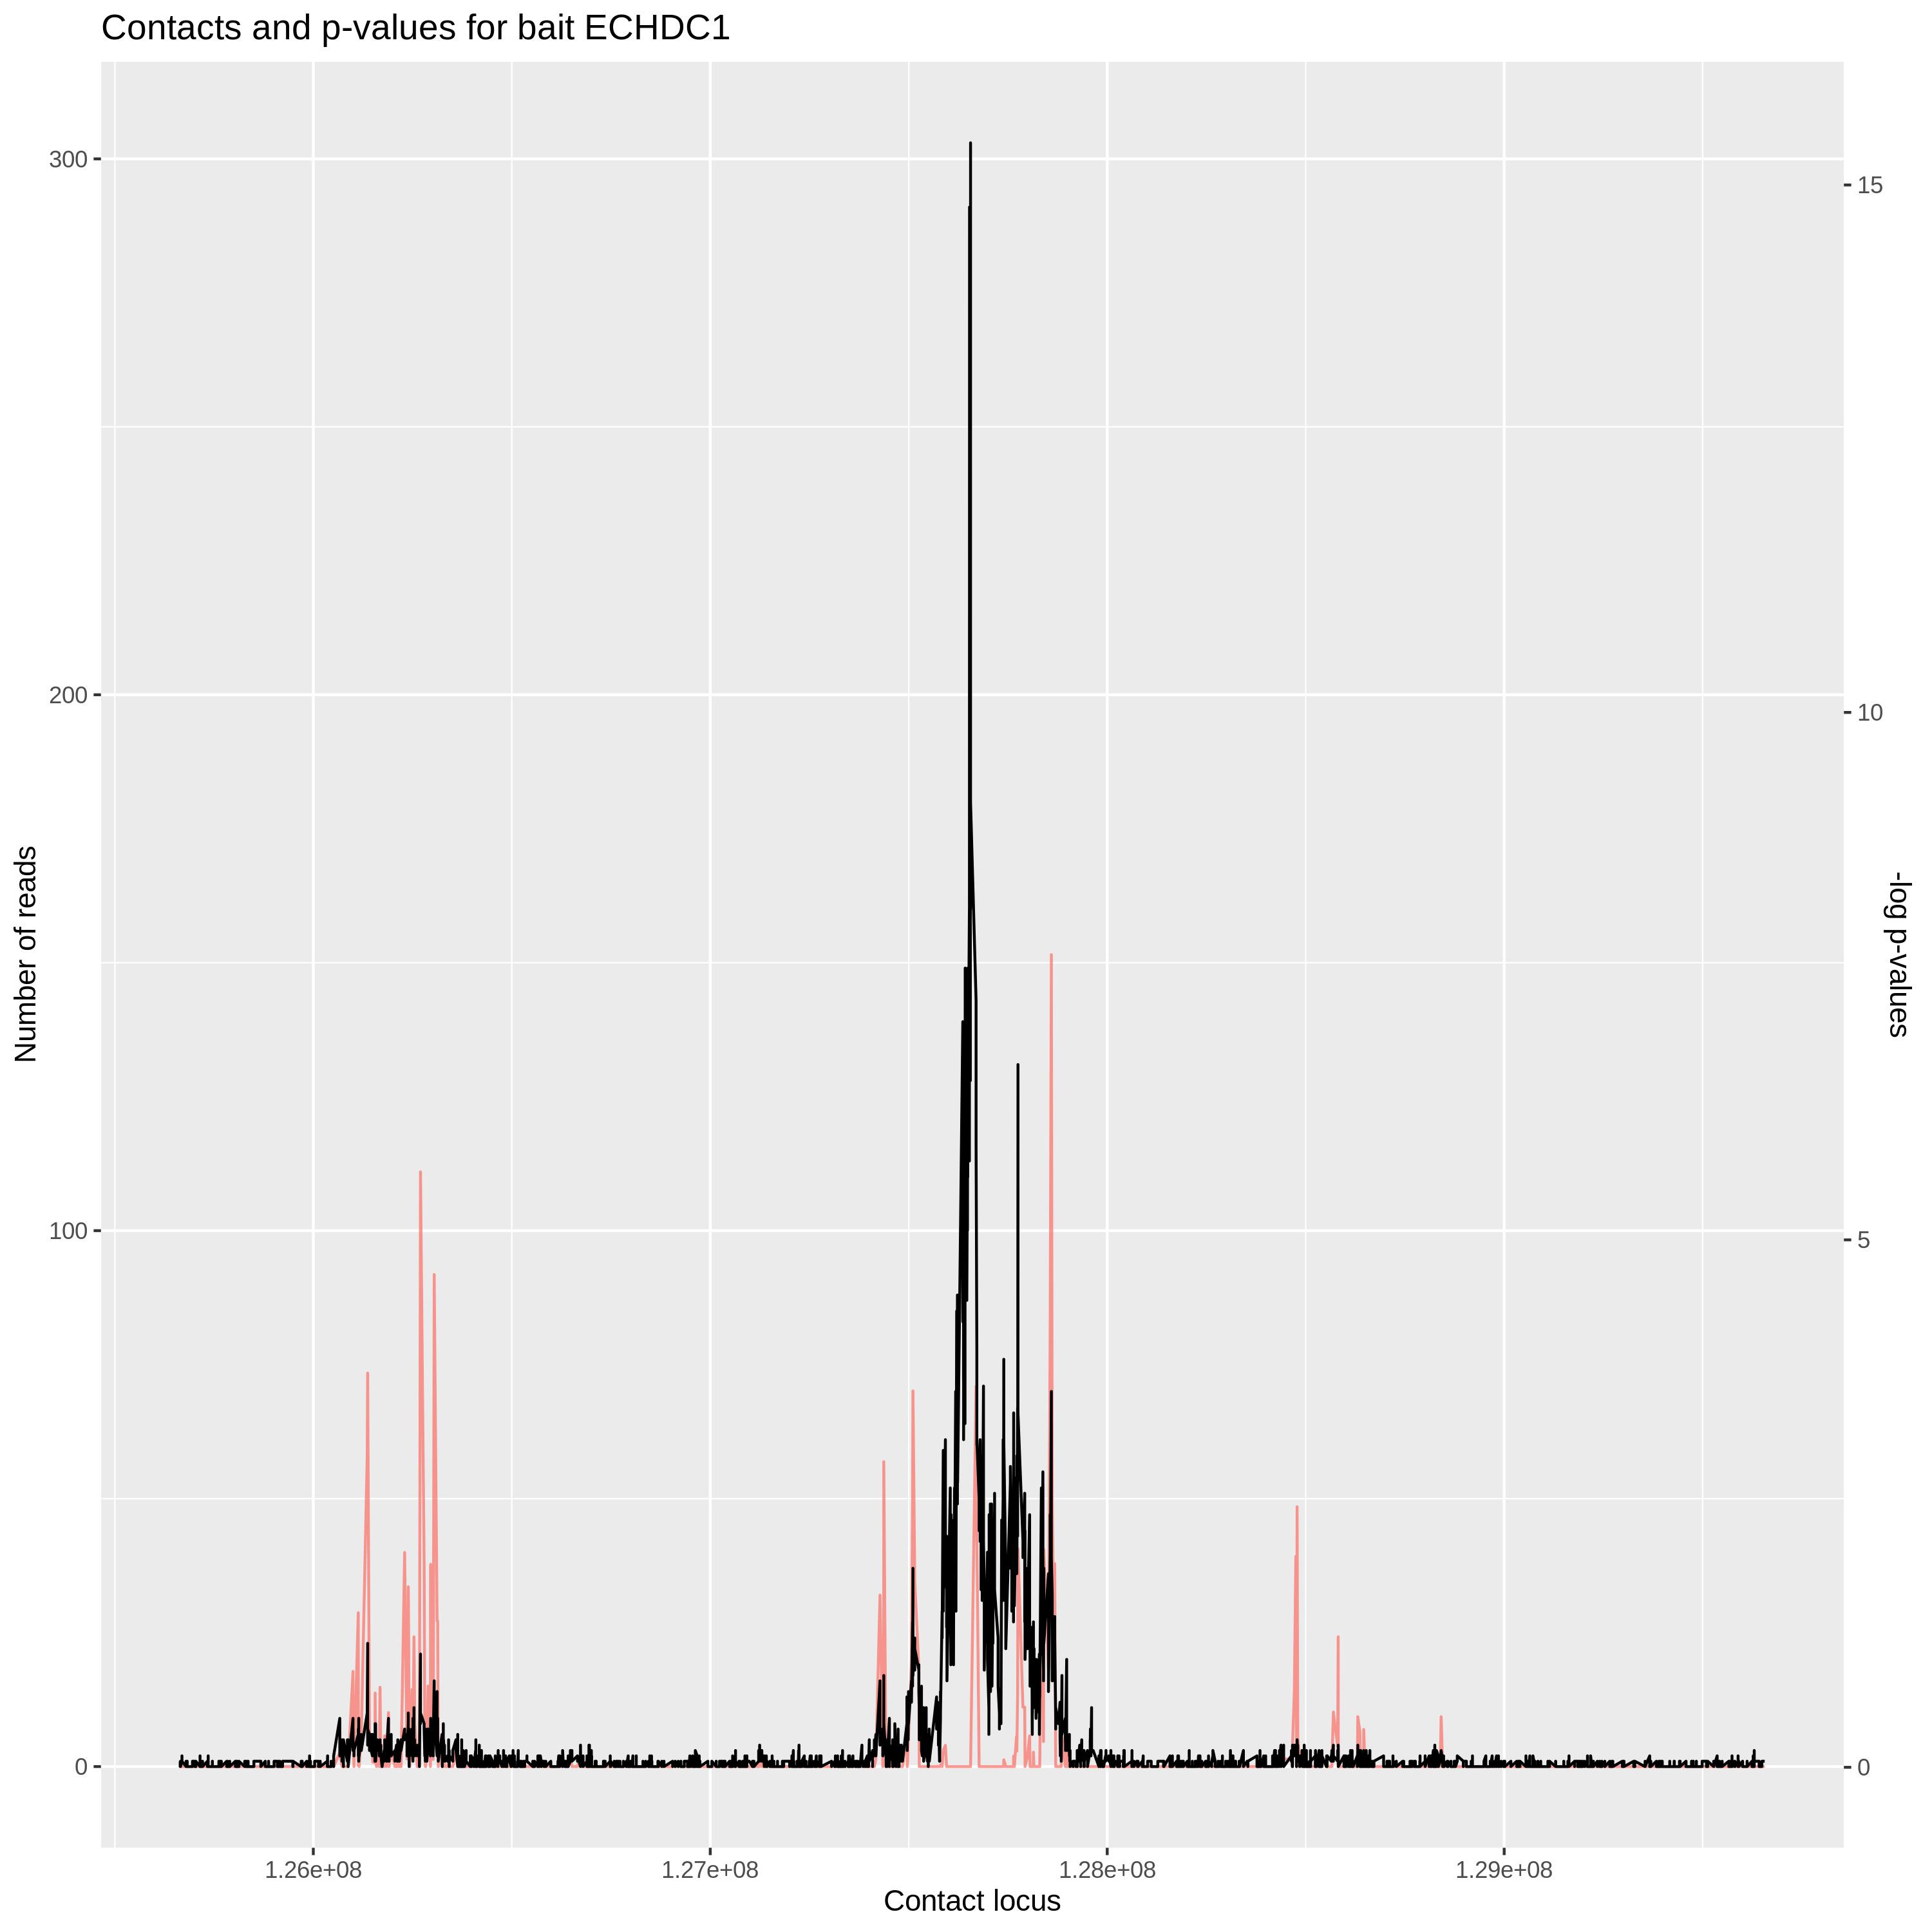 Contacts and p-values for bait ECHDC1
300
200
100
0
Number of reads
15
10
5
0
-log p-values
1.26e+08 1.27e+08 1.28e+08 1.29e+08
Contact locus